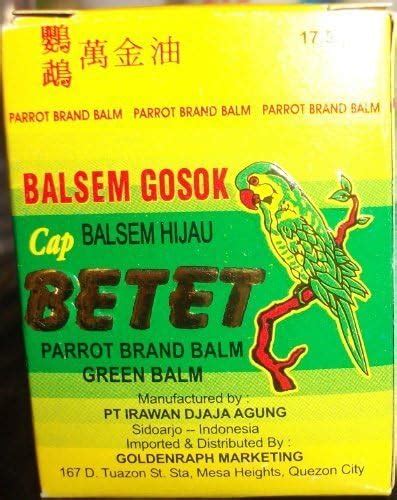 鸚鵡 萬金油
17.5
PARROT BRAND BALM PARROT BRAND BALM PARROT BRAND BALM
BALSEM GOSOK
Cap BALSEM HIJAU
BETET
PARROT BRAND BALM
GREEN BALM
Manufactured by :
PT IRAWAN DJAJA AGUNG
Sidoarjo – Indonesia
Imported & Distributed By :
GOLDENRAPH MARKETING
167 D. Tuazon St. Sta, Mesa Heights, Quezon City